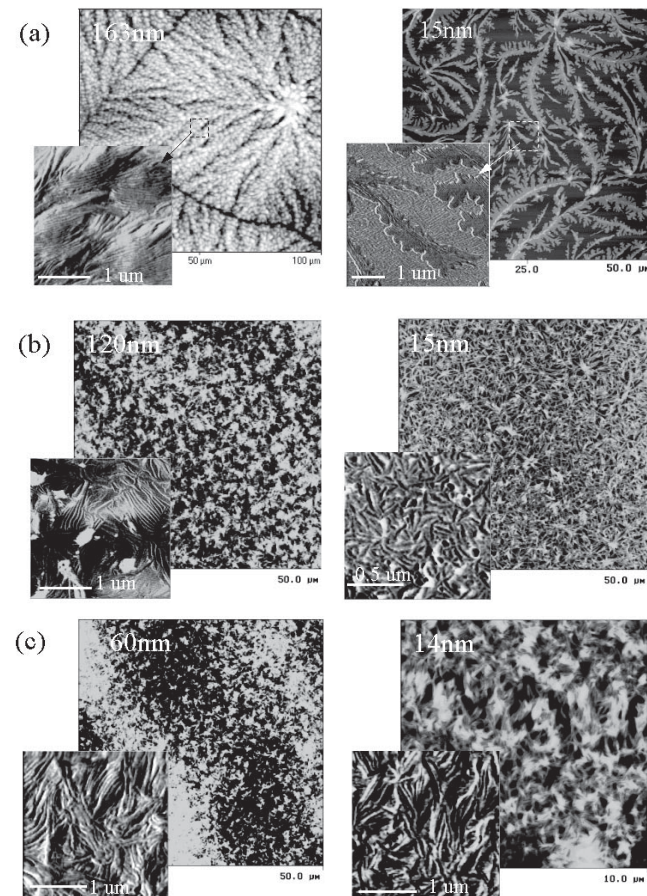 (a)
163nm
15nm
1 um
50 µm
100 µm
1 um
25.0
50.0 µm
(b)
120nm
15nm
1 um
50.0 µm
0.5 um
50.0 µm
(c)
60nm
14nm
1 um
50.0 µm
1 um
10.0 µm